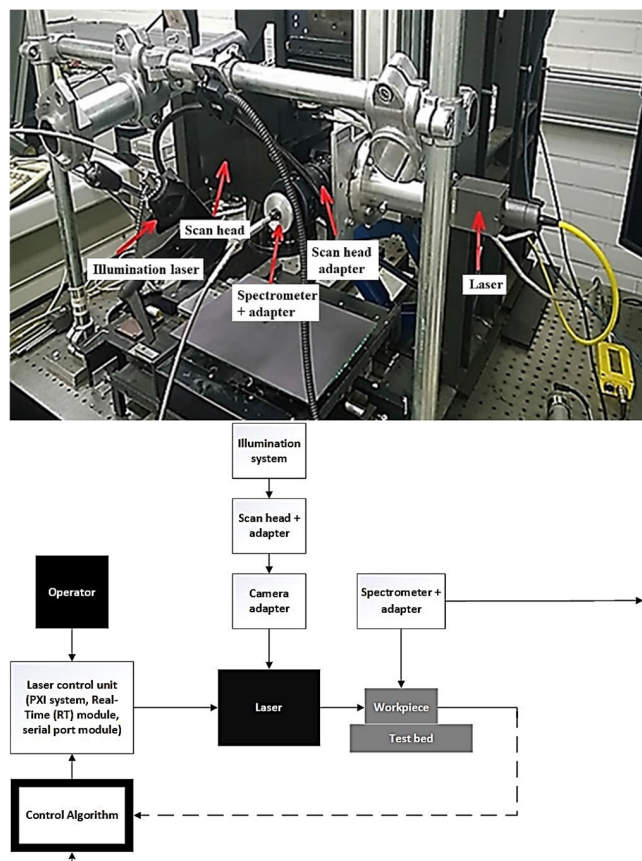 Scan head
Illumination laser
Scan head
adapter
Spectrometer
+ adapter
Laser
Illumination
system
Scan head +
adapter
Operator
Camera
adapter
Spectrometer +
adapter
Laser control unit
(PXI system, Real-
Time (RT) module,
serial port module)
Laser
Workpiece
Test bed
Control Algorithm